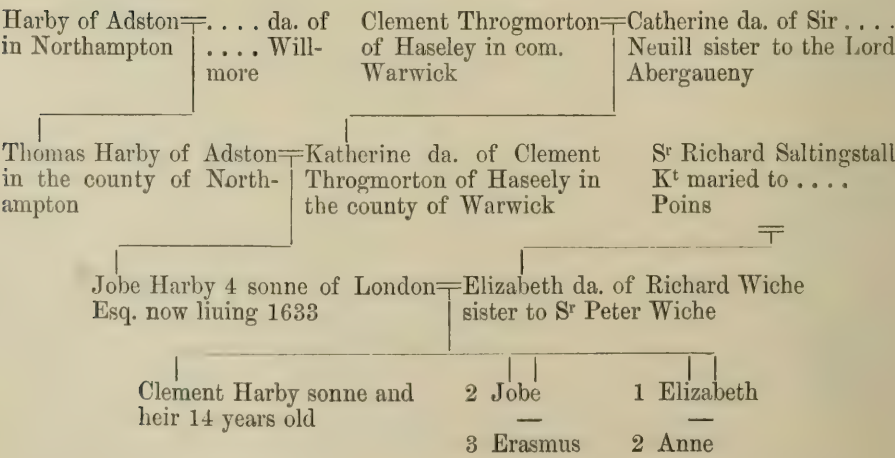 Harby of Adston=. . . . da. of
in Northampton . . . . Will-
more
Clement Throgmorton=Catherine da. of Sir . . . .
of Haseley in com. Neuill sister to the Lord
Warwick Abergaueny
Thomas Harby of Adston=Katherine da. of Clement
in the county of North- Throgmorton of Haseely in
ampton the county of Warwick
Sʳ Richard Saltingstall
Kᵗ maried to . . . .
Poins
Jobe Harby 4 sonne of London=Elizabeth da. of Richard Wiche
Esq. now liuing 1633 sister to Sʳ Peter Wiche
Clement Harby sonne and
heir 14 years old
2 Jobe
3 Erasmus
1 Elizabeth
2 Anne